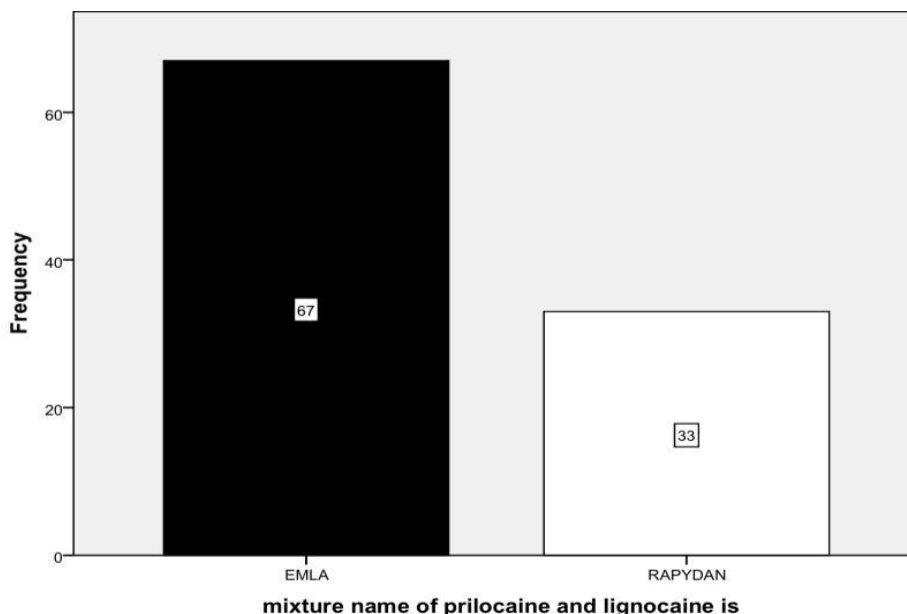 60
40
20
0
Frequency
67
33
EMLA
RAPYDAN
mixture name of prilocaine and lignocaine is